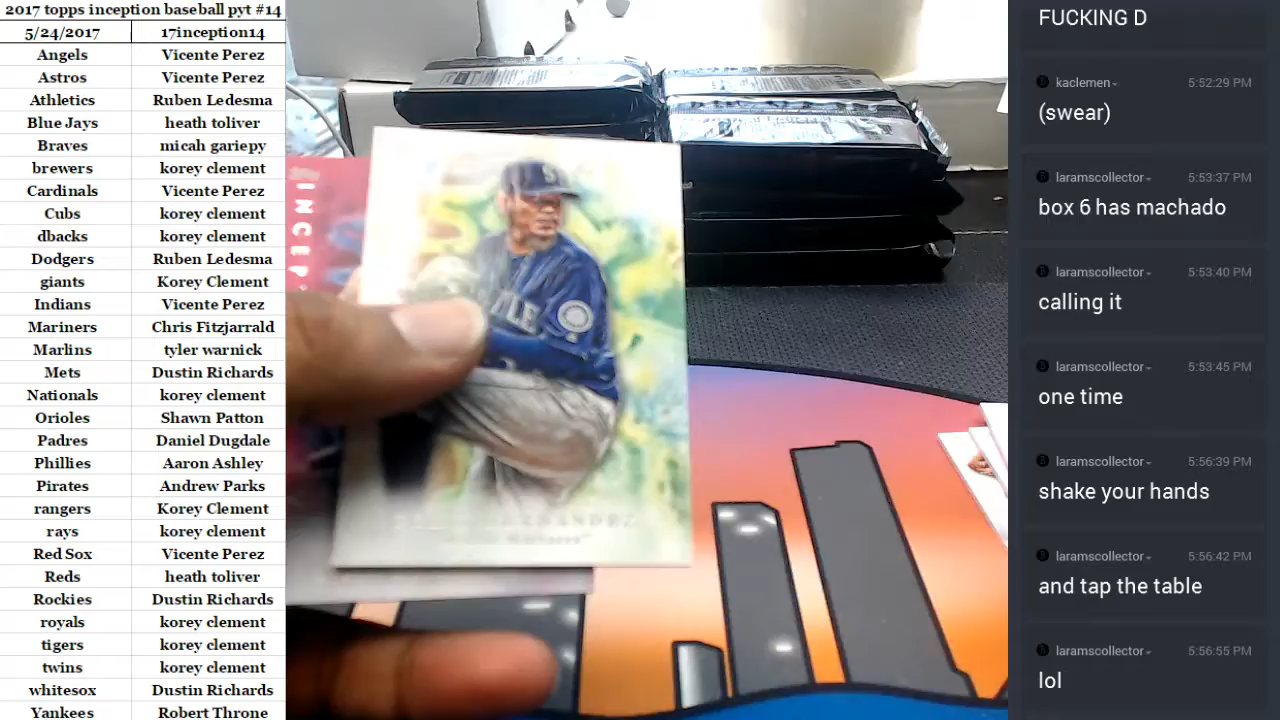 2017 topps inception baseball pyt #14
5/24/2017 17inception14
Angels Vicente Perez
Astros Vicente Perez
Athletics Ruben Ledesma
Blue Jays heath toliver
Braves micah gariepy
brewers korey clement
Cardinals Vicente Perez
Cubs korey clement
dbacks korey clement
Dodgers Ruben Ledesma
giants Korey Clement
Indians Vicente Perez
Mariners Chris Fitzjarrald
Marlins tyler warnick
Mets Dustin Richards
Nationals korey clement
Orioles Shawn Patton
Padres Daniel Dugdale
Phillies Aaron Ashley
Pirates Andrew Parks
rangers Korey Clement
rays korey clement
Red Sox Vicente Perez
Reds heath toliver
Rockies Dustin Richards
royals korey clement
tigers korey clement
twins korey clement
whitesox Dustin Richards
Yankees Robert Throne
INCEP
S
FUCKING D
kaclemen 5:52:29 PM
(swear)
laramscollector 5:53:37 PM
box 6 has machado
laramscollector 5:53:40 PM
calling it
laramscollector 5:53:45 PM
one time
laramscollector 5:56:39 PM
shake your hands
laramscollector 5:56:42 PM
and tap the table
laramscollector 5:56:55 PM
lol